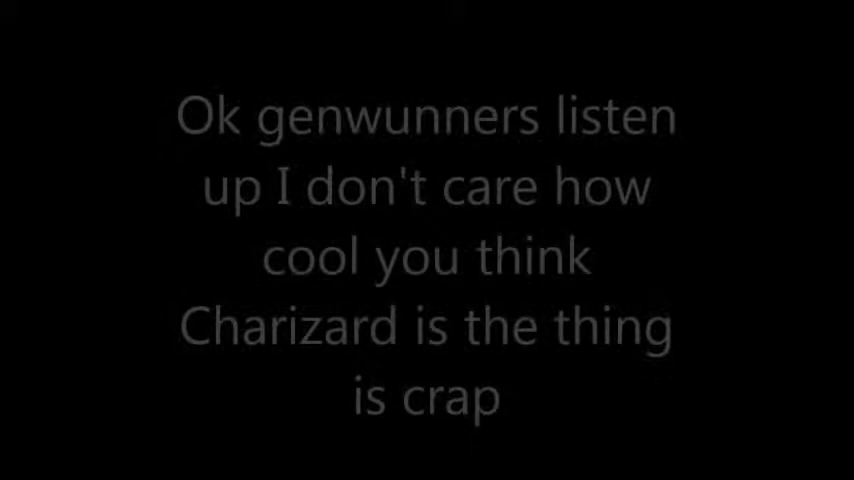 Ok genwunners listen
up I don't care how
cool you think
Charizard is the thing
is crap